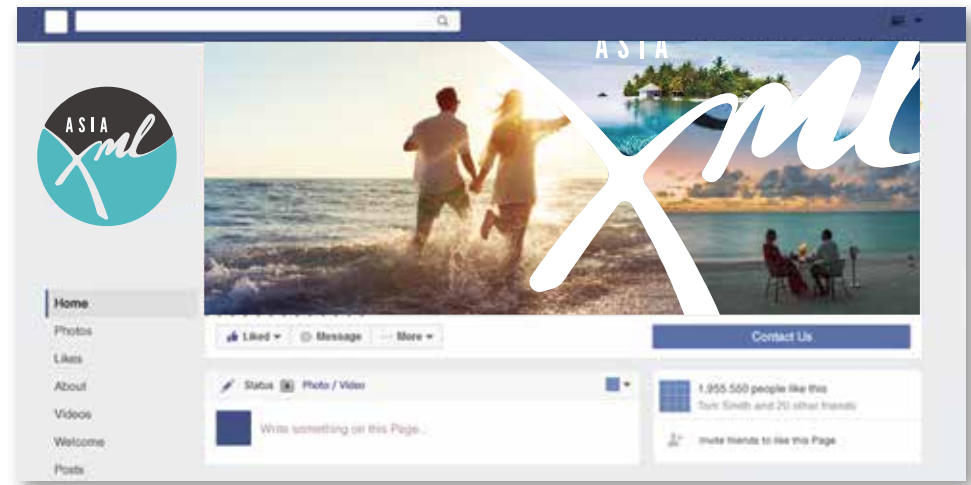 ASIA
xml
ASIA
xml
Home
Photos
Likes
About
Videos
Welcome
Posts
Liked
Message
More
Contact Us
Status
Photo / Video
Write something on this Page...
1,955,550 people like this
Tom Smith and 20 other friends
Invite friends to like this Page